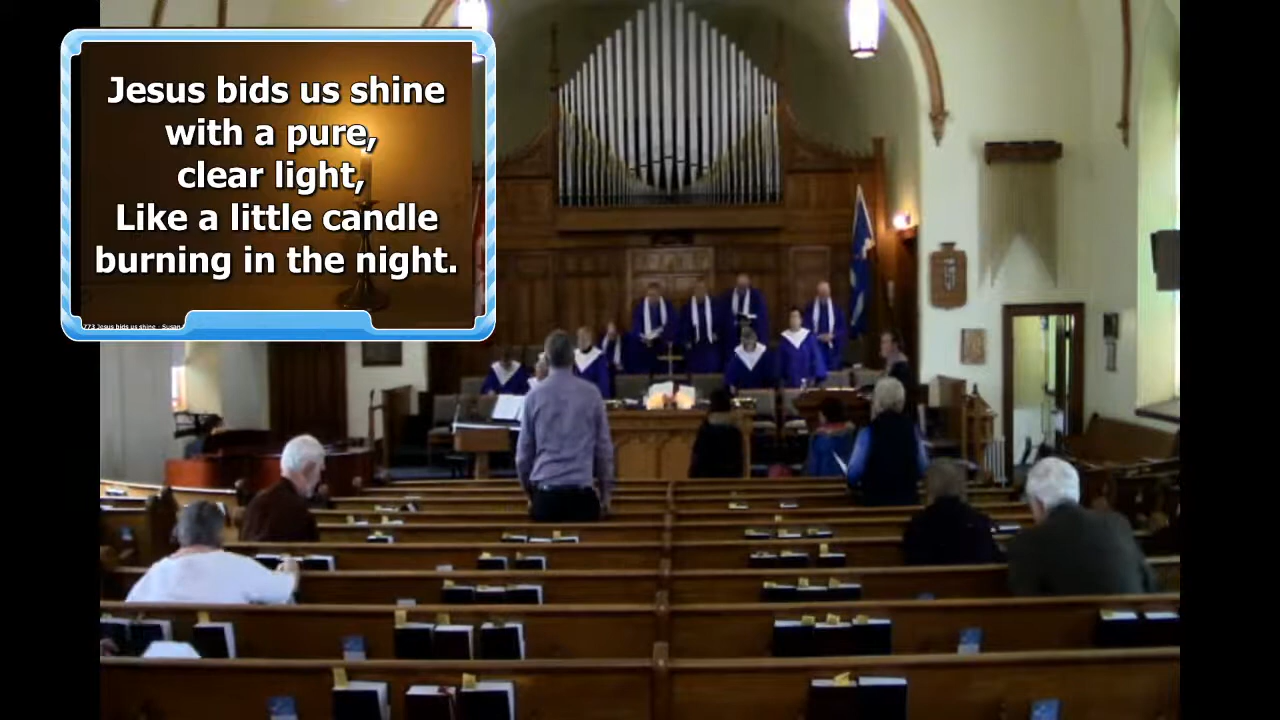 Jesus bids us shine
with a pure,
clear light,
Like a little candle
burning in the night.
773 Jesus bids us shine - Susan